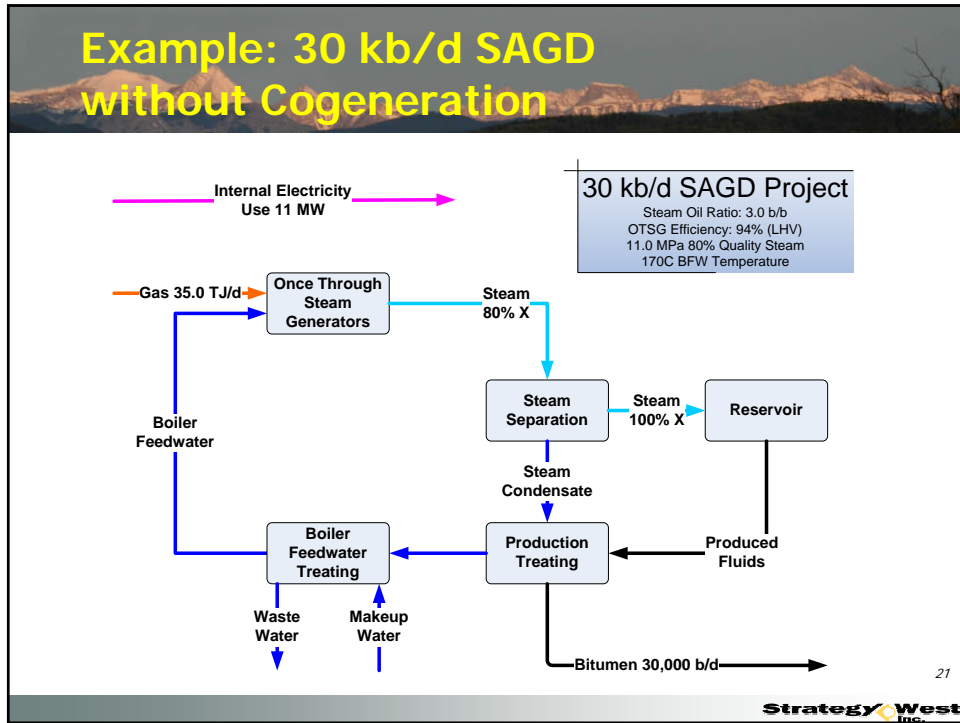 Example: 30 kb/d SAGD
without Cogeneration
Internal Electricity
Use 11 MW
30 kb/d SAGD Project
Steam Oil Ratio: 3.0 b/b
OTSG Efficiency: 94% (LHV)
11.0 MPa 80% Quality Steam
170C BFW Temperature
Gas 35.0 TJ/d
Once Through
Steam
Generators
Steam
80% X
Steam
Separation
Steam
100% X
Reservoir
Boiler
Feedwater
Steam
Condensate
Boiler
Feedwater
Treating
Production
Treating
Produced
Fluids
Waste
Water
Makeup
Water
Bitumen 30,000 b/d
21
Strategy West
Inc.